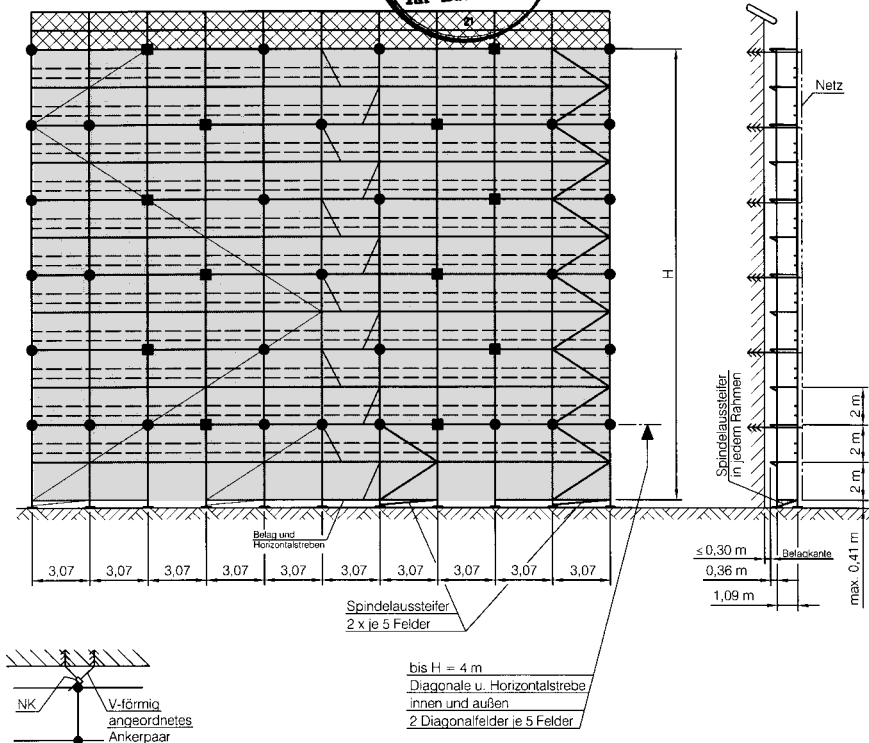 21
Netz
H
Spindelaussteifer
in jedem Rahmen
2 m
2 m
2 m
max. 0,41 m
Belag und
Horizontalstreben
3,07 3,07 3,07 3,07 3,07 3,07 3,07 3,07 3,07 3,07
≤ 0,30 m
Belagkante
0,36 m
1,09 m
Spindelaussteifer
2 x je 5 Felder
bis H = 4 m
Diagonale u. Horizontalstrebe
innen und außen
2 Diagonalfelder je 5 Felder
NK
V-förmig
angeordnetes
Ankerpaar